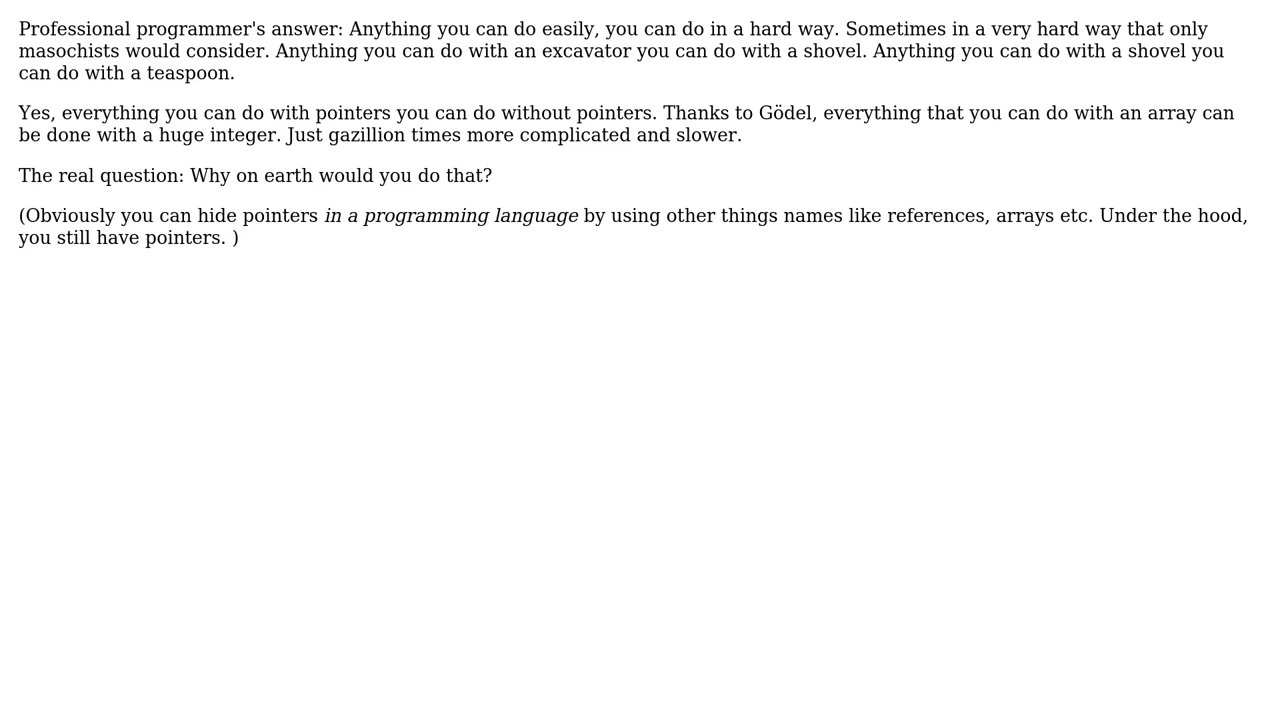 Professional programmer's answer: Anything you can do easily, you can do in a hard way. Sometimes in a very hard way that only
masochists would consider. Anything you can do with an excavator you can do with a shovel. Anything you can do with a shovel you
can do with a teaspoon.
Yes, everything you can do with pointers you can do without pointers. Thanks to Gödel, everything that you can do with an array can
be done with a huge integer. Just gazillion times more complicated and slower.
The real question: Why on earth would you do that?
(Obviously you can hide pointers in a programming language by using other things names like references, arrays etc. Under the hood,
you still have pointers. )